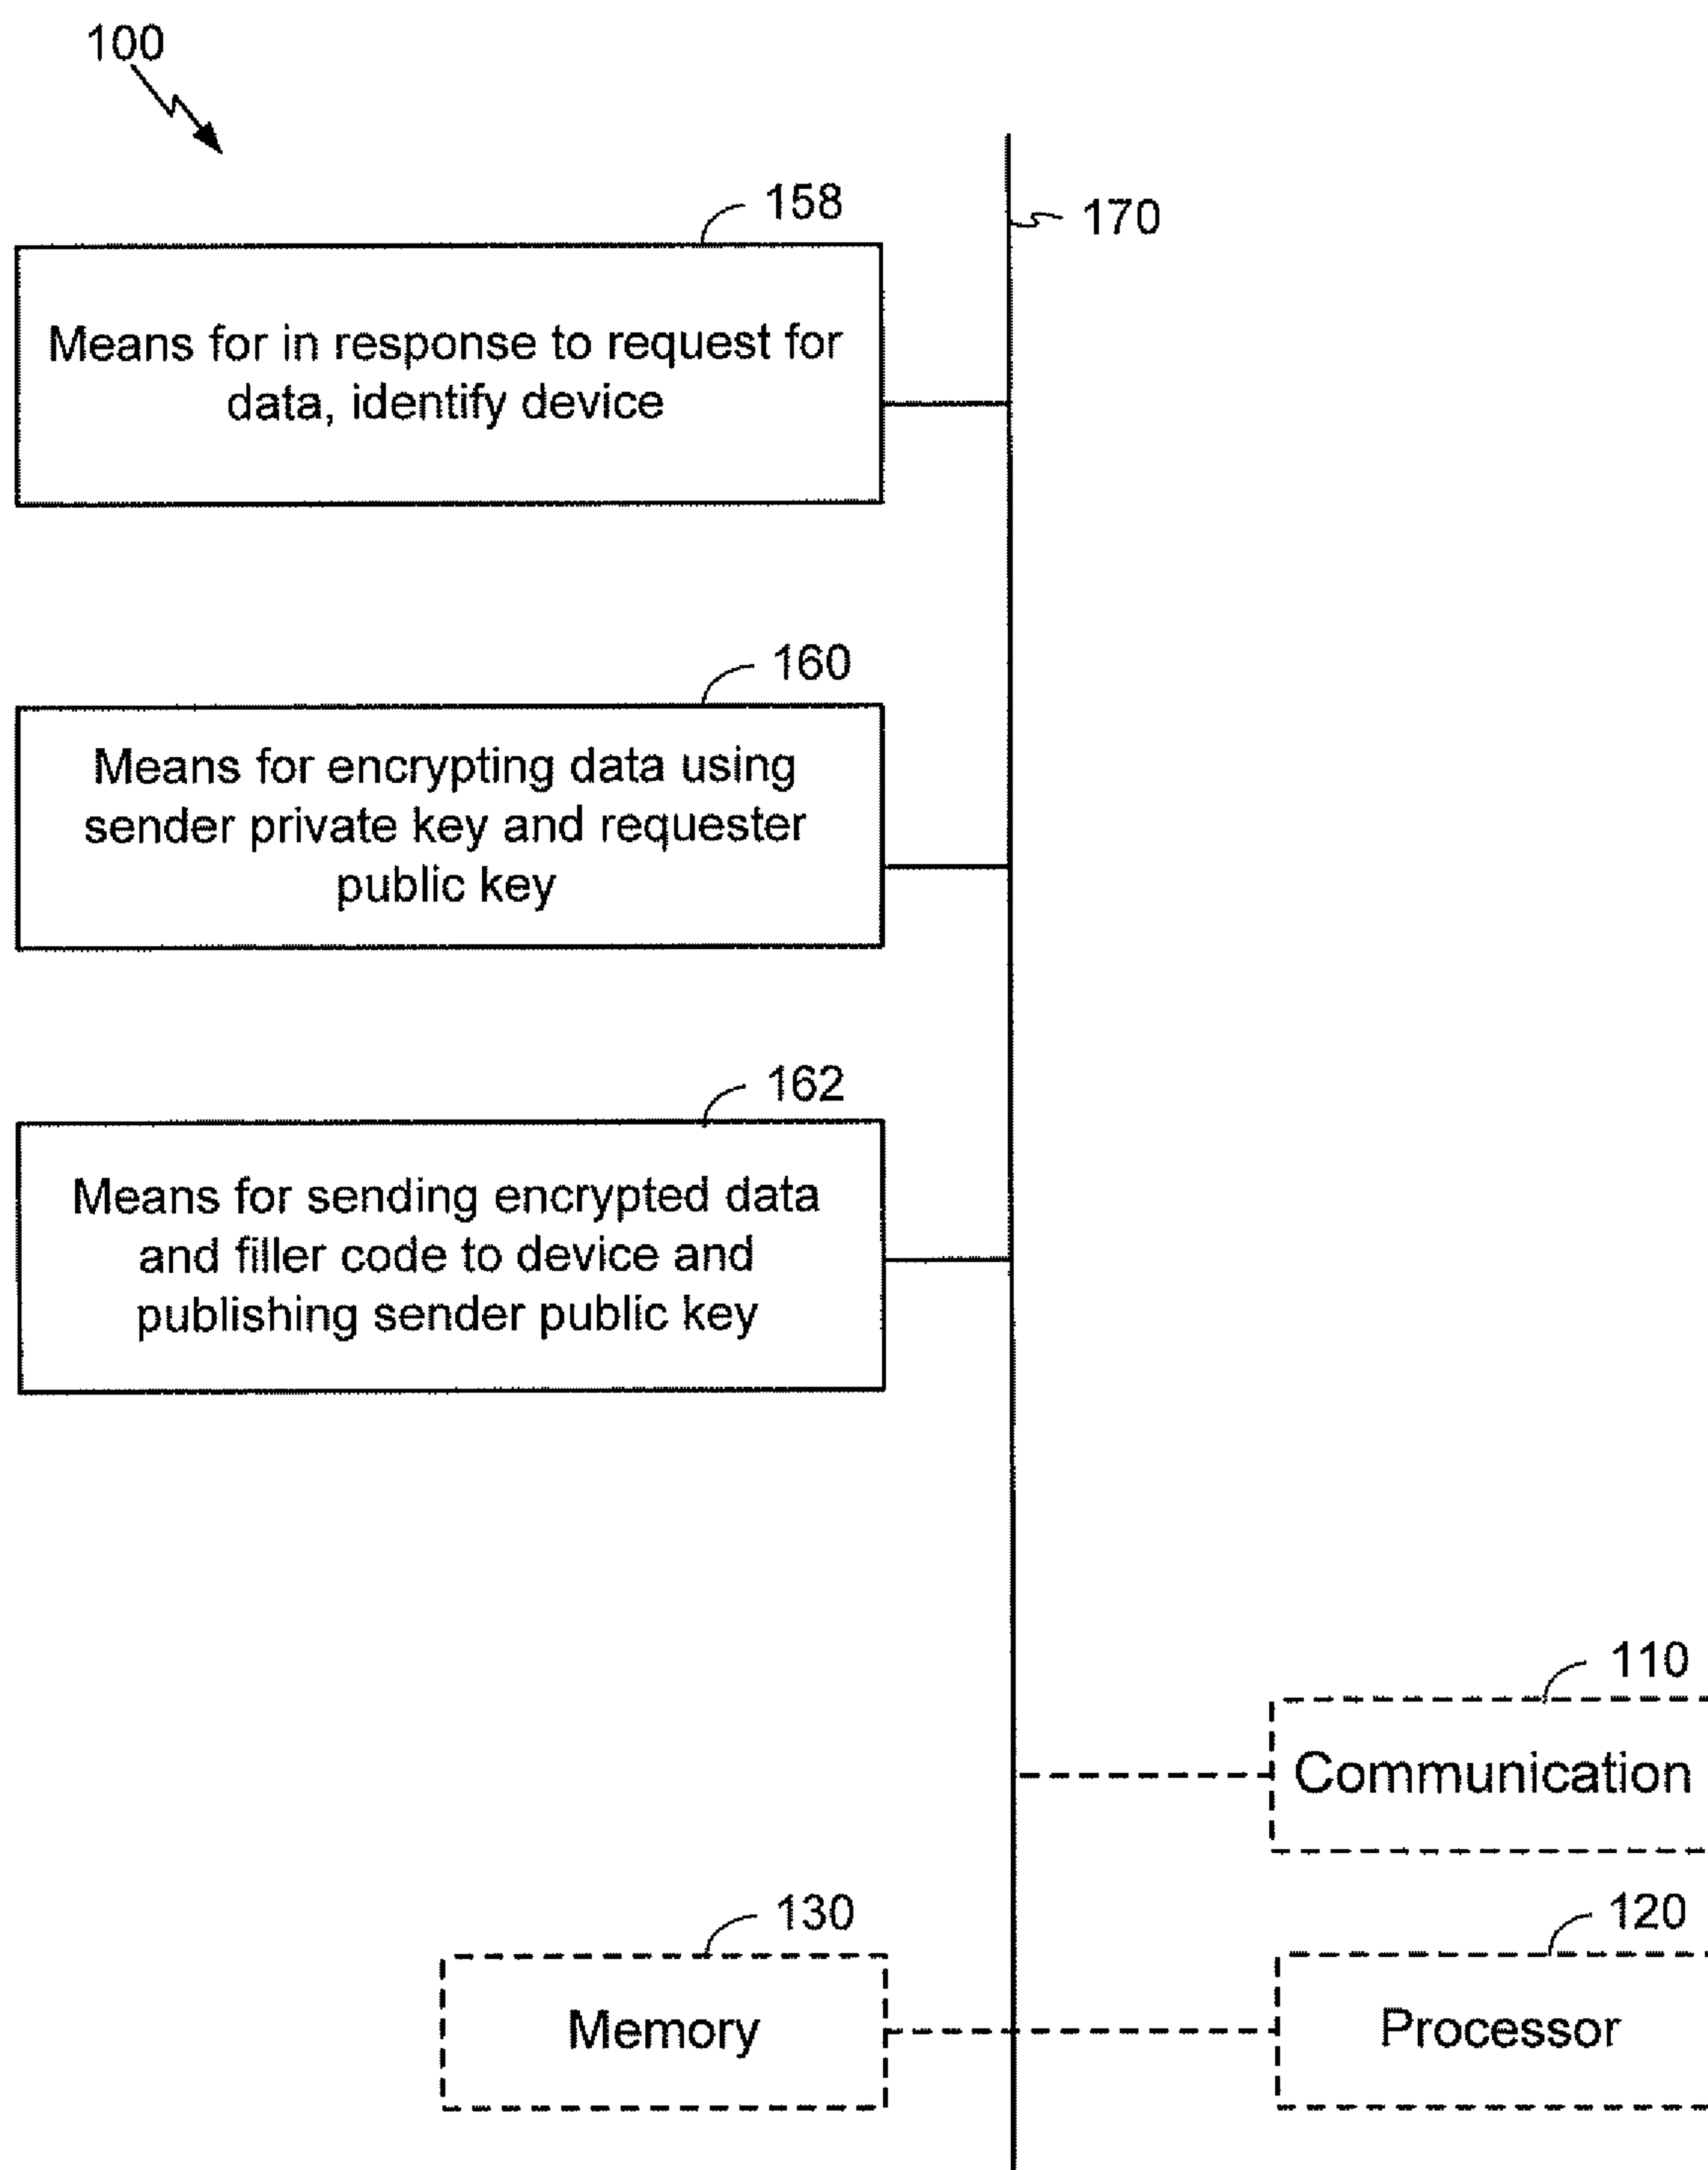 100
158
170
Means for in response to request for
data, identify device
160
Means for encrypting data using
sender private key and requester
public key
162
Means for sending encrypted data
and filler code to device and
publishing sender public key
110
Communication
130
120
Memory
Processor